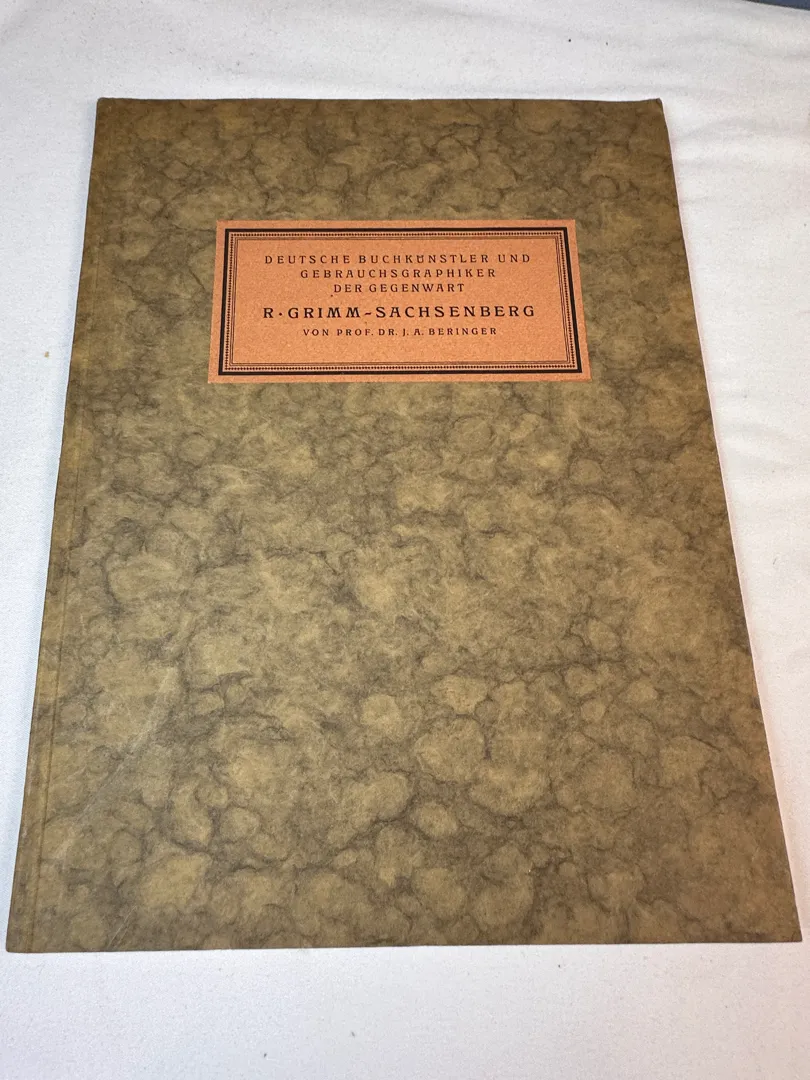 DEUTSCHE BUCHKÜNSTLER UND
GEBRAUCHSGRAPHIKER
DER GEGENWART
R·GRIMM-SACHSENBERG
VON PROF. DR. J. A. BERINGER